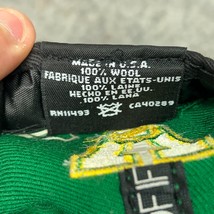 MADE IN U.S.A.
100% WOOL
FABRIQUE AUX ETATS-UNIS
100% LAINE
HECHO EN EE.UU.
100% LANA
RN11493 CA40289